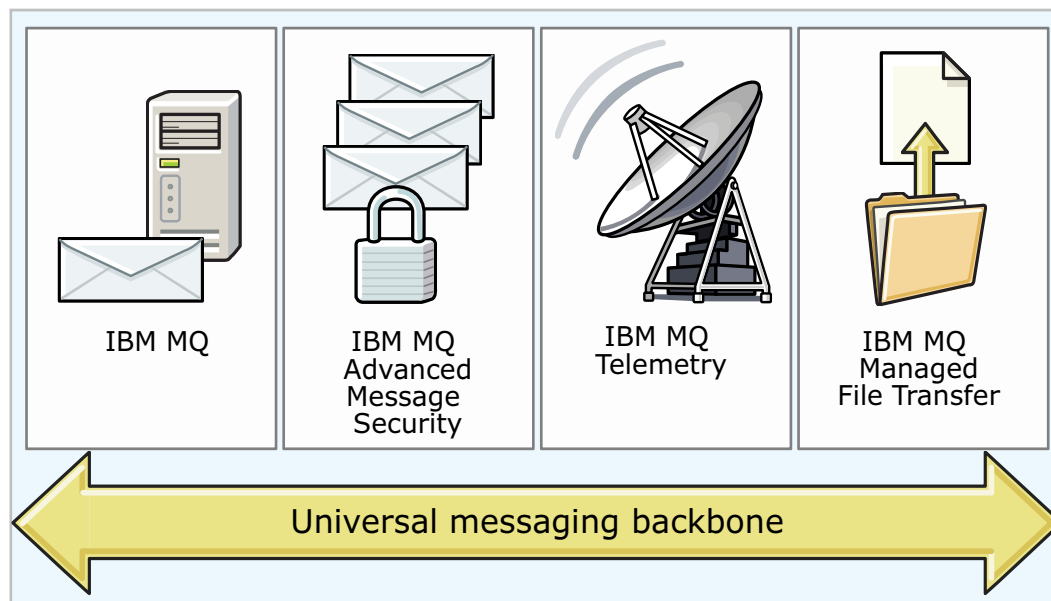 IBM MQ
IBM MQ
Advanced
Message
Security
IBM MQ
Telemetry
IBM MQ
Managed
File Transfer
Universal messaging backbone